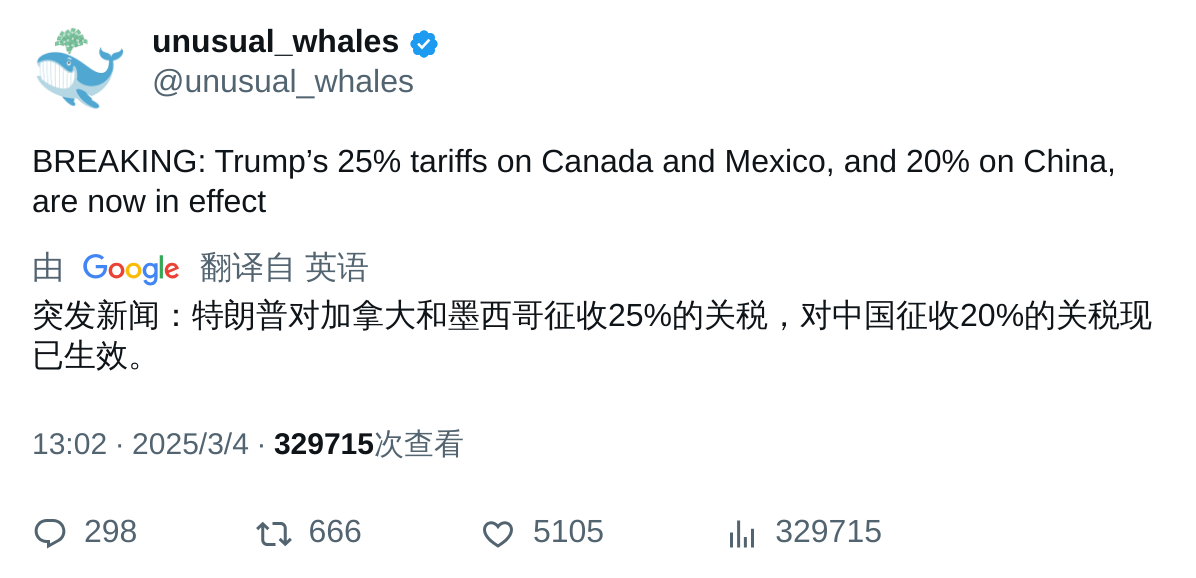 unusual_whales
@unusual_whales
BREAKING: Trump’s 25% tariffs on Canada and Mexico, and 20% on China,
are now in effect
由 Google 翻译自 英语
突发新闻：特朗普对加拿大和墨西哥征收25%的关税，对中国征收20%的关税现
已生效。
13:02 · 2025/3/4 · 329715次查看
298 666 5105 329715